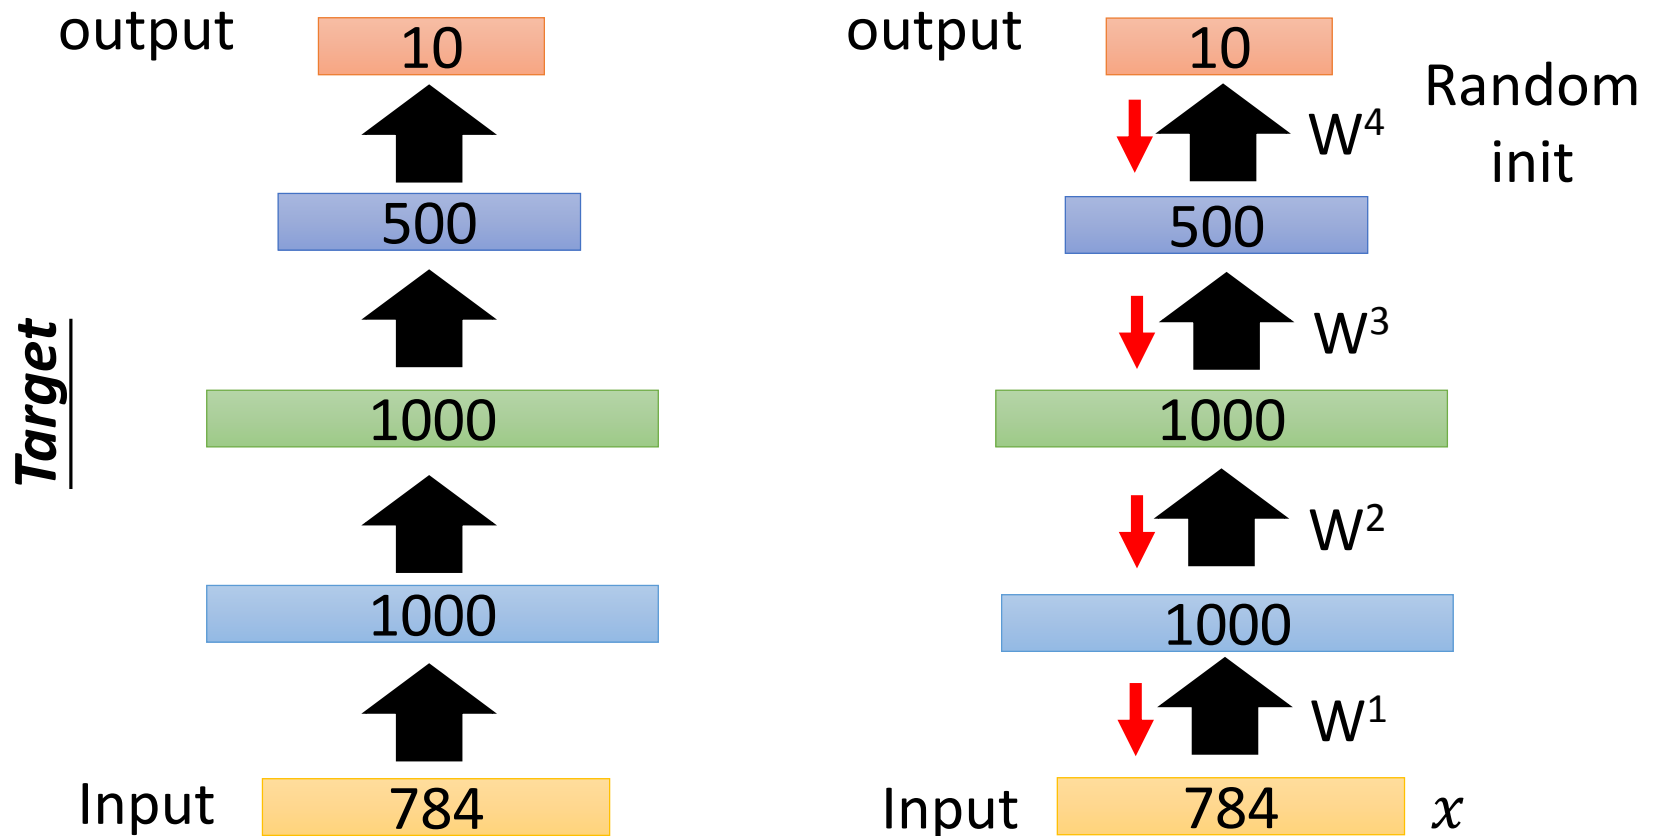 output
10
500
Target
1000
1000
Input
784
output
10
Random
init
W⁴
500
W³
1000
W²
1000
W¹
Input
784
x